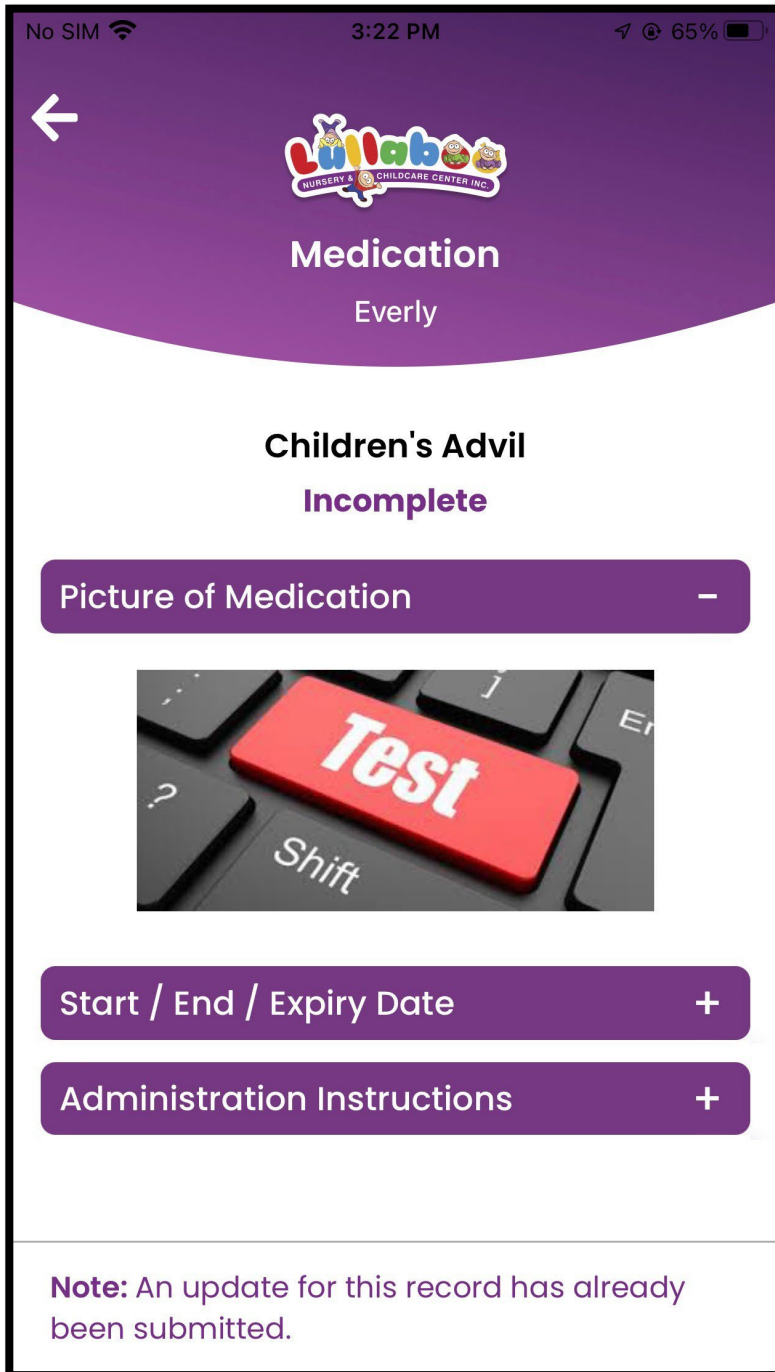 No SIM 3:22 PM 65%
Lullaboo
NURSERY & CHILDCARE CENTER INC.
Medication
Everly
Children's Advil
Incomplete
Picture of Medication −
; ]
: En
Test
?
Shift
Start / End / Expiry Date +
Administration Instructions +
Note: An update for this record has already
been submitted.